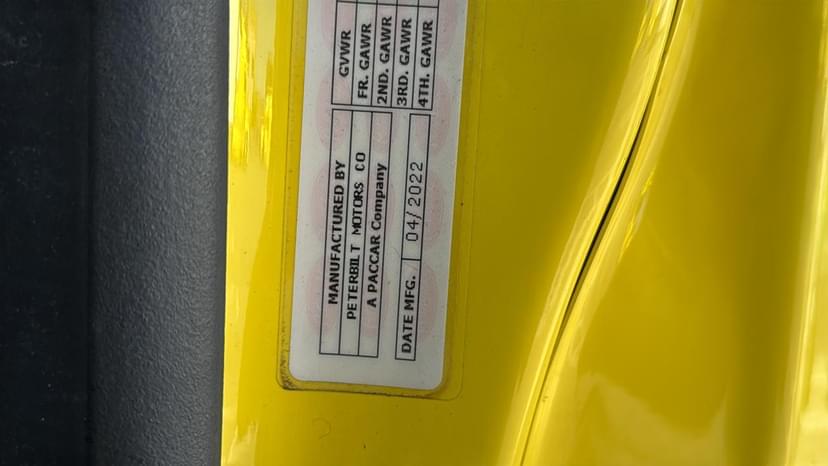 MANUFACTURED BY
PETERBILT MOTORS CO
A PACCAR Company
DATE MFG. 04/2022
GVWR
FR. GAWR
2ND. GAWR
3RD. GAWR
4TH. GAWR